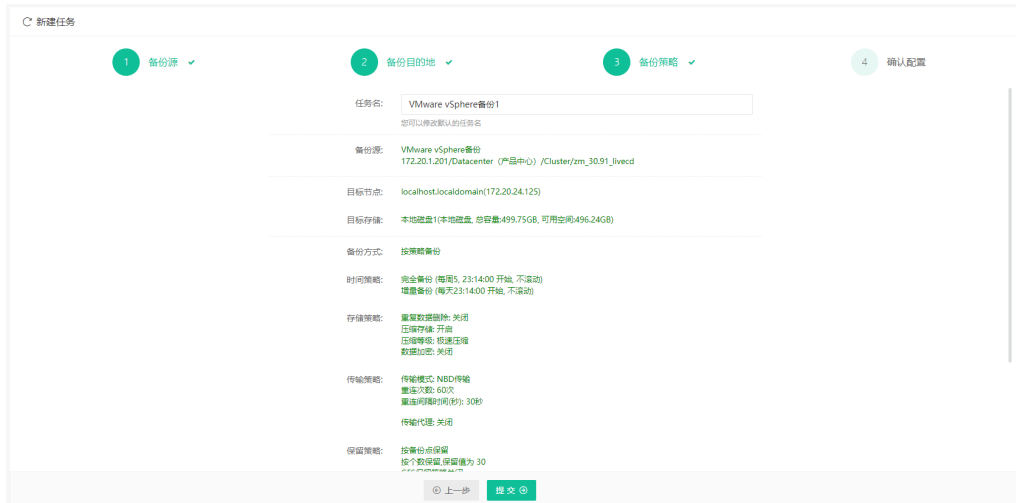 新建任务
1 备份源
2 备份目的地
3 备份策略
4 确认配置
任务名: VMware vSphere备份1
您可以修改默认的任务名
备份源: VMware vSphere备份
172.20.1.201/Datacenter（产品中心）/Cluster/zm_30.91_livecd
目标节点: localhost.localdomain(172.20.24.125)
目标存储: 本地磁盘1(本地磁盘, 总容量:499.75GB, 可用空间:496.24GB)
备份方式: 按策略备份
时间策略: 完全备份 (每周5, 23:14:00 开始, 不滚动)
增量备份 (每天23:14:00 开始, 不滚动)
存储策略: 重复数据删除: 关闭
压缩存储: 开启
压缩等级: 极速压缩
数据加密: 关闭
传输策略: 传输模式: NBD传输
重连次数: 60次
重连间隔时间(秒): 30秒
传输代理: 关闭
保留策略: 按备份点保留
按个数保留,保留值为 30
上一步
提交